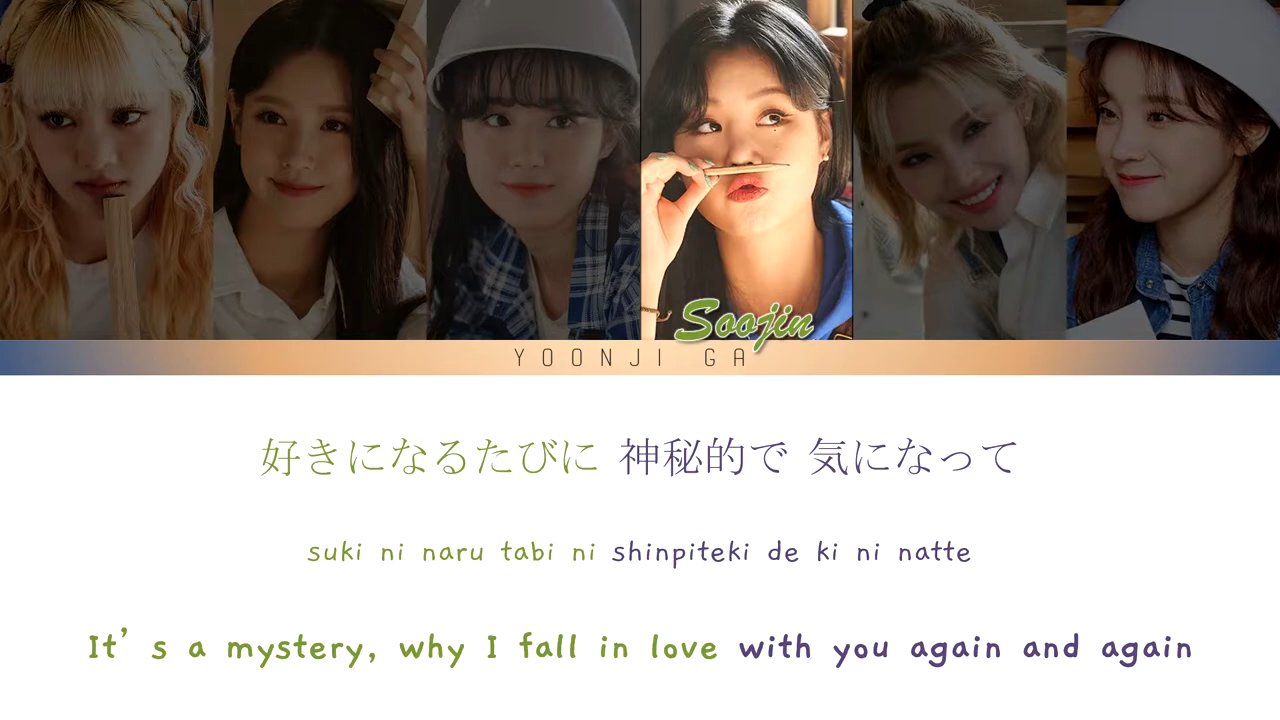 Soojin
YOONJI GA
好きになるたびに 神秘的で 気になって
suki ni naru tabi ni shinpiteki de ki ni natte
It's a mystery, why I fall in love with you again and again